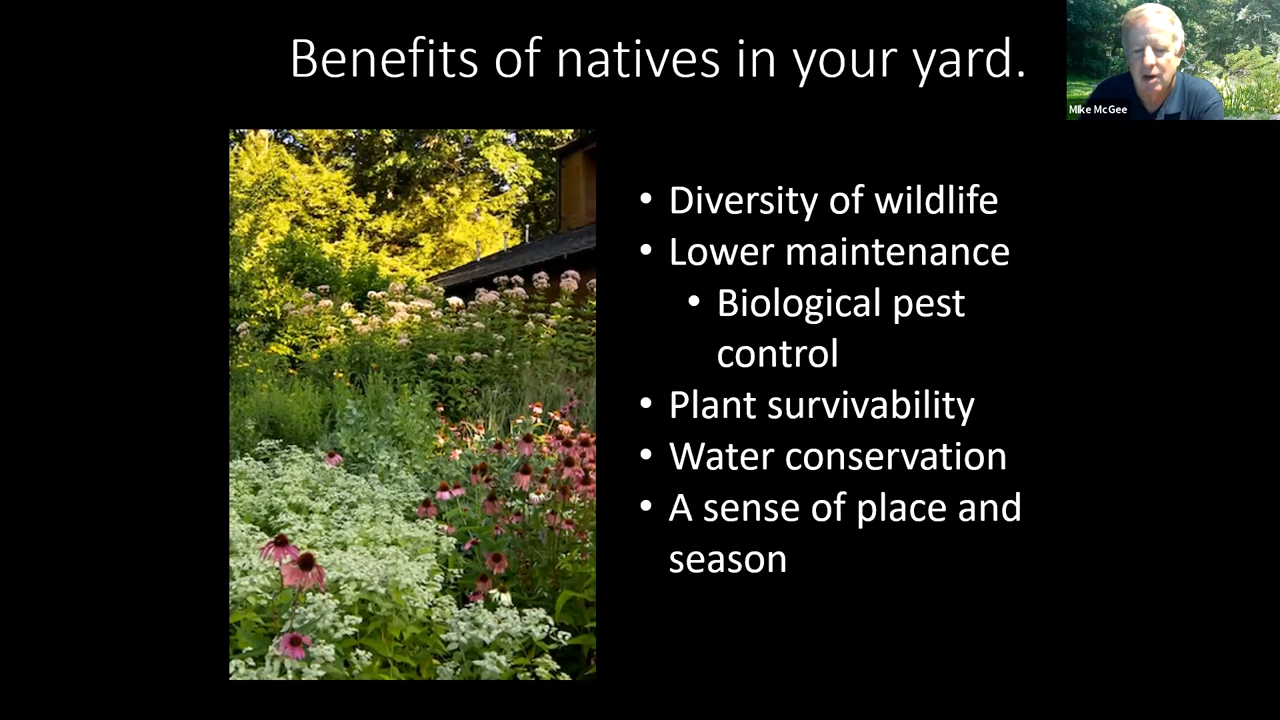 Benefits of natives in your yard.
Mike McGee
• Diversity of wildlife
• Lower maintenance
• Biological pest
control
• Plant survivability
• Water conservation
• A sense of place and
season